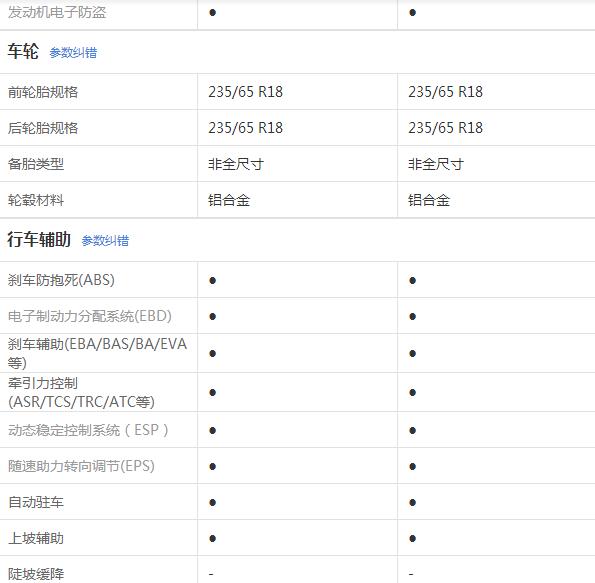 发动机电子防盗 ● ●
车轮 参数纠错
前轮胎规格 235/65 R18 235/65 R18
后轮胎规格 235/65 R18 235/65 R18
备胎类型 非全尺寸 非全尺寸
轮毂材料 铝合金 铝合金
行车辅助 参数纠错
刹车防抱死(ABS) ● ●
电子制动力分配系统(EBD) ● ●
刹车辅助(EBA/BAS/BA/EVA
等) ● ●
牵引力控制
(ASR/TCS/TRC/ATC等) ● ●
动态稳定控制系统（ESP） ● ●
随速助力转向调节(EPS) ● ●
自动驻车 ● ●
上坡辅助 ● ●
陡坡缓降 - -